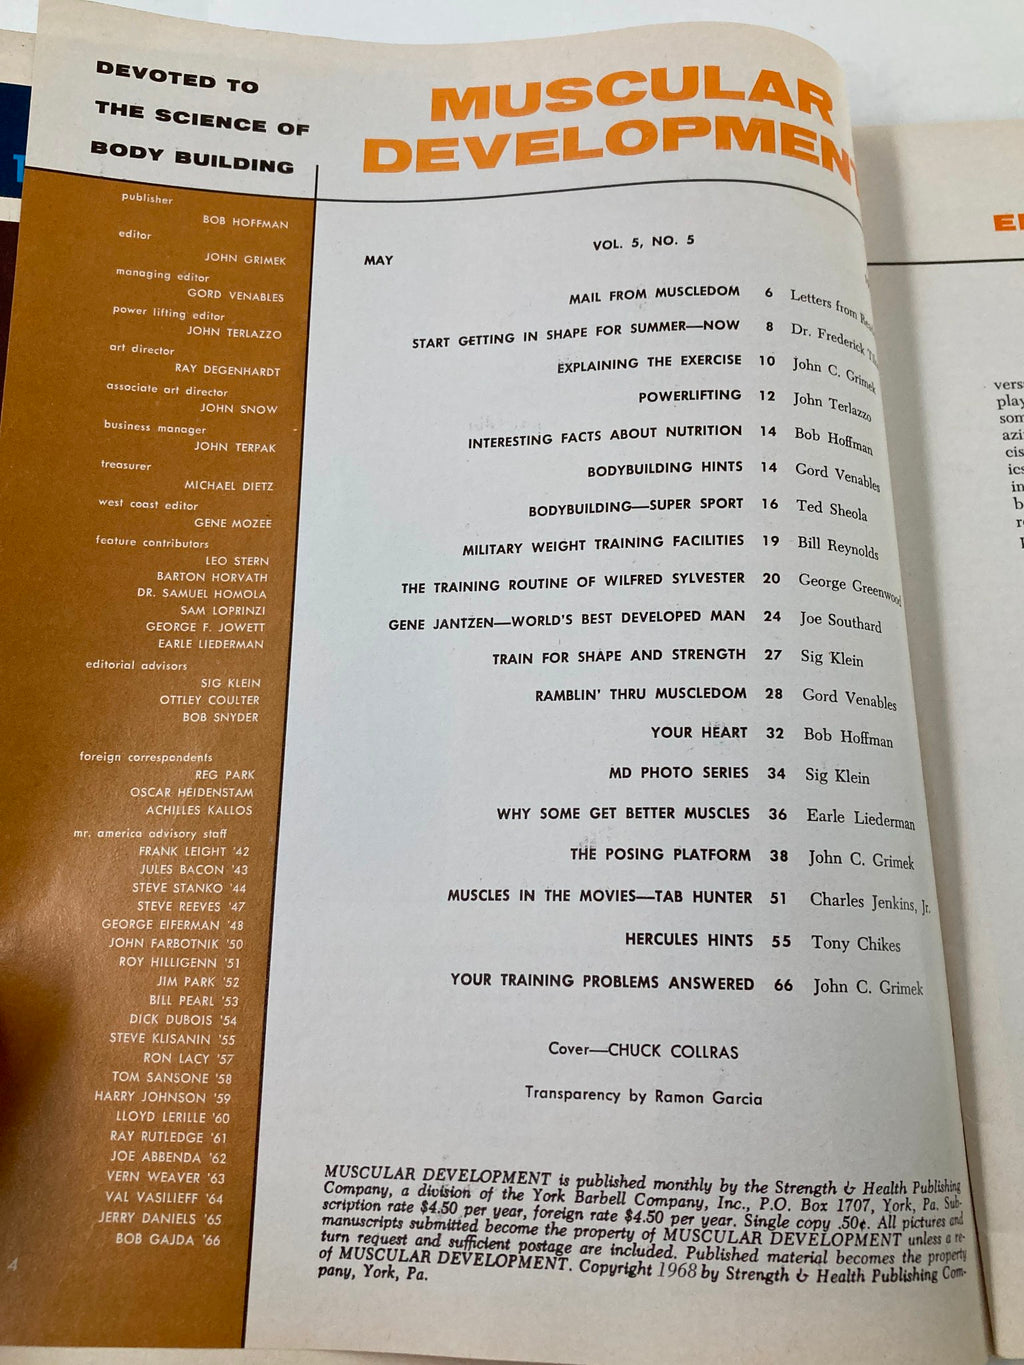 DEVOTED TO
THE SCIENCE OF
BODY BUILDING
publisher
BOB HOFFMAN
editor
JOHN GRIMEK
managing editor
GORD VENABLES
power lifting editor
JOHN TERLAZZO
art director
RAY DEGENHARDT
associate art director
JOHN SNOW
business manager
JOHN TERPAK
treasurer
MICHAEL DIETZ
west coast editor
GENE MOZEE
feature contributors
LEO STERN
BARTON HORVATH
DR. SAMUEL HOMOLA
SAM LOPRINZI
GEORGE F. JOWETT
EARLE LIEDERMAN
editorial advisors
SIG KLEIN
OTTLEY COULTER
BOB SNYDER
foreign correspondents
REG PARK
OSCAR HEIDENSTAM
ACHILLES KALLOS
mr. america advisory staff
FRANK LEIGHT '42
JULES BACON '43
STEVE STANKO '44
STEVE REEVES '47
GEORGE EIFERMAN '48
JOHN FARBOTNIK '50
ROY HILLIGENN '51
JIM PARK '52
BILL PEARL '53
DICK DUBOIS '54
STEVE KLISANIN '55
RON LACY '57
TOM SANSONE '58
HARRY JOHNSON '59
LLOYD LERILLE '60
RAY RUTLEDGE '61
JOE ABBENDA '62
VERN WEAVER '63
VAL VASILIEFF '64
JERRY DANIELS '65
BOB GAJDA '66
4
MUSCULAR
DEVELOPMENT
VOL. 5, NO. 5
MAY
MAIL FROM MUSCLEDOM 6 Letters from
START GETTING IN SHAPE FOR SUMMER—NOW 8 Dr. Frederick
EXPLAINING THE EXERCISE 10 John C. Grimek
POWERLIFTING 12 John Terlazzo
INTERESTING FACTS ABOUT NUTRITION 14 Bob Hoffman
BODYBUILDING HINTS 14 Gord Venables
BODYBUILDING—SUPER SPORT 16 Ted Sheola
MILITARY WEIGHT TRAINING FACILITIES 19 Bill Reynolds
THE TRAINING ROUTINE OF WILFRED SYLVESTER 20 George Greenwood
GENE JANTZEN—WORLD'S BEST DEVELOPED MAN 24 Joe Southard
TRAIN FOR SHAPE AND STRENGTH 27 Sig Klein
RAMBLIN' THRU MUSCLEDOM 28 Gord Venables
YOUR HEART 32 Bob Hoffman
MD PHOTO SERIES 34 Sig Klein
WHY SOME GET BETTER MUSCLES 36 Earle Liederman
THE POSING PLATFORM 38 John C. Grimek
MUSCLES IN THE MOVIES—TAB HUNTER 51 Charles Jenkins, Jr.
HERCULES HINTS 55 Tony Chikes
YOUR TRAINING PROBLEMS ANSWERED 66 John C. Grimek
Cover—CHUCK COLLRAS
Transparency by Ramon Garcia
MUSCULAR DEVELOPMENT is published monthly by the Strength & Health Publishing
Company, a division of the York Barbell Company, Inc., P.O. Box 1707, York, Pa. Sub-
scription rate $4.50 per year, foreign rate $4.50 per year. Single copy .50¢. All pictures and
manuscripts submitted become the property of MUSCULAR DEVELOPMENT unless a re-
turn request and sufficient postage are included. Published material becomes the property
of MUSCULAR DEVELOPMENT. Copyright 1968 by Strength & Health Publishing Com-
pany, York, Pa.